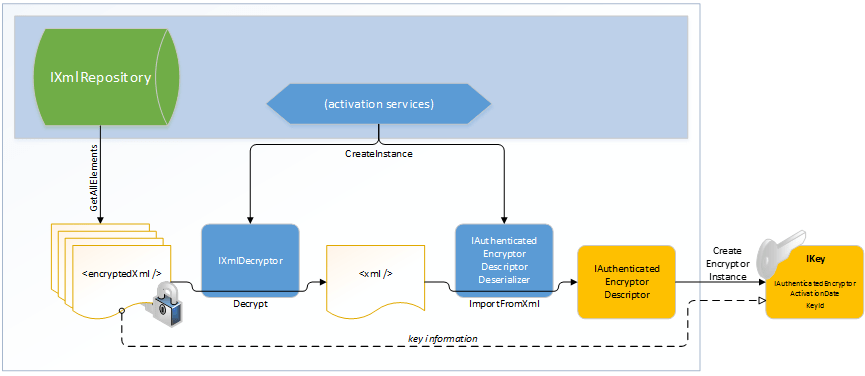 IXmlRepository
(activation services)
CreateInstance
GetAllElements
<encryptedXml />
IXmlDecryptor
Decrypt
<xml />
IAuthenticated
Encryptor
Descriptor
Deserializer
ImportFromXml
IAuthenticated
Encryptor
Descriptor
Create
Encryptor
Instance
IKey
IAuthenticatedEncryptor
ActivationDate
KeyId
key information